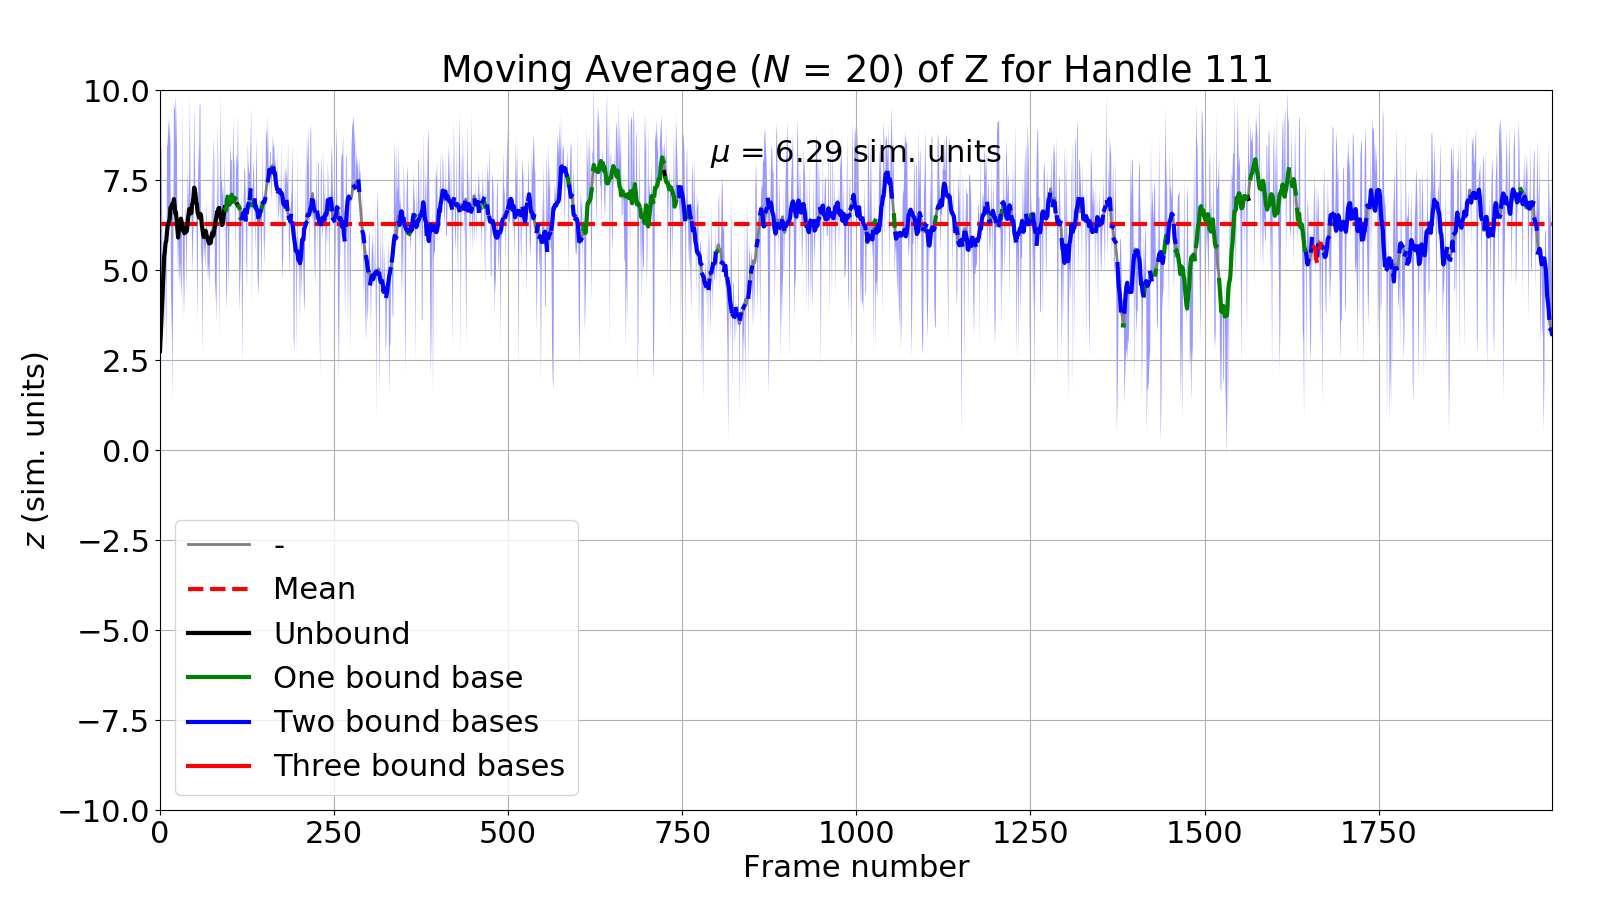 Moving Average (N = 20) of Z for Handle 111
10.0
7.5
5.0
2.5
0.0
−2.5
−5.0
−7.5
−10.0
z (sim. units)
μ = 6.29 sim. units
-
Mean
Unbound
One bound base
Two bound bases
Three bound bases
0 250 500 750 1000 1250 1500 1750
Frame number